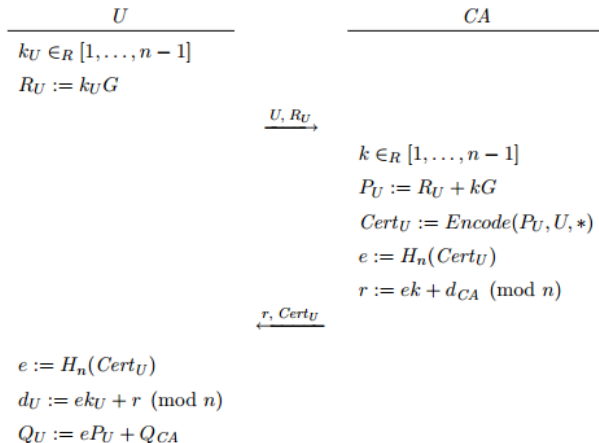 U CA
k_U ∈_R [1, . . . , n − 1]
R_U := k_U G
U, R_U
k ∈_R [1, . . . , n − 1]
P_U := R_U + kG
Cert_U := Encode(P_U, U, *)
e := H_n(Cert_U)
r := ek + d_CA (mod n)
r, Cert_U
e := H_n(Cert_U)
d_U := ek_U + r (mod n)
Q_U := eP_U + Q_CA